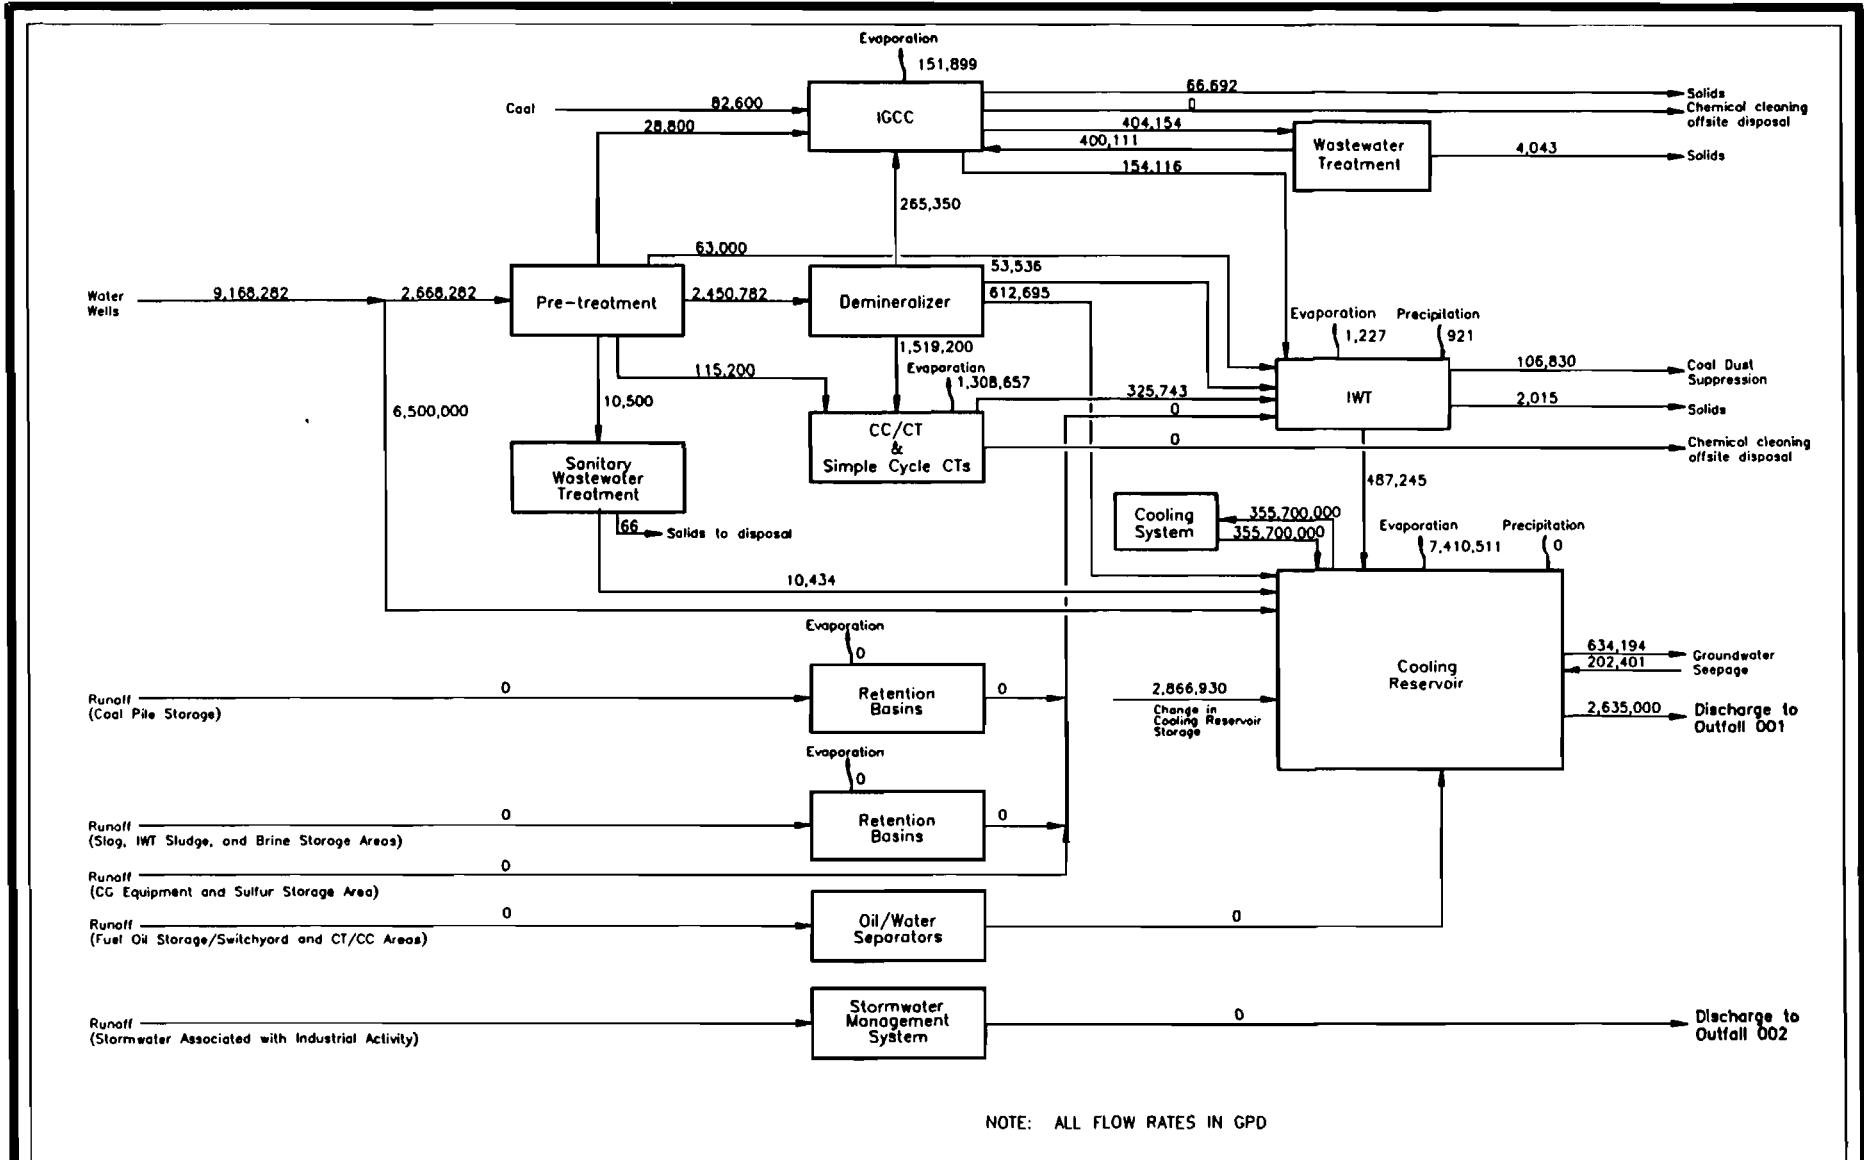 Evaporation
151,899
66,692
Solids
Coal
82,600
IGCC
0
Chemical cleaning
offsite disposal
28,800
404,154
400,111
Wastewater
Treatment
4,043
Solids
154,116
265,350
63,000
53,536
Water
Wells
9,168,282
2,668,282
Pre-treatment
2,450,782
Demineralizer
612,695
Evaporation
1,227
Precipitation
921
1,519,200
Evaporation
1,308,657
115,200
10,500
6,500,000
325,743
0
IWT
106,830
Coal Dust
Suppression
2,015
Solids
CC/CT
&
Simple Cycle CTs
0
Chemical cleaning
offsite disposal
Sanitary
Wastewater
Treatment
66
Solids to disposal
487,245
Cooling
System
355,700,000
355,700,000
Evaporation
7,410,511
Precipitation
0
10,434
Evaporation
0
Runoff
(Coal Pile Storage)
0
Retention
Basins
0
2,866,930
Change in
Cooling Reservoir
Storage
Cooling
Reservoir
634,194
202,401
Groundwater
Seepage
2,635,000
Discharge to
Outfall 001
Evaporation
0
Runoff
(Slag, IWT Sludge, and Brine Storage Areas)
0
Retention
Basins
0
Runoff
(CG Equipment and Sulfur Storage Area)
0
Runoff
(Fuel Oil Storage/Switchyard and CT/CC Areas)
0
Oil/Water
Separators
0
Runoff
(Stormwater Associated with Industrial Activity)
Stormwater
Management
System
0
Discharge to
Outfall 002
NOTE: ALL FLOW RATES IN GPD